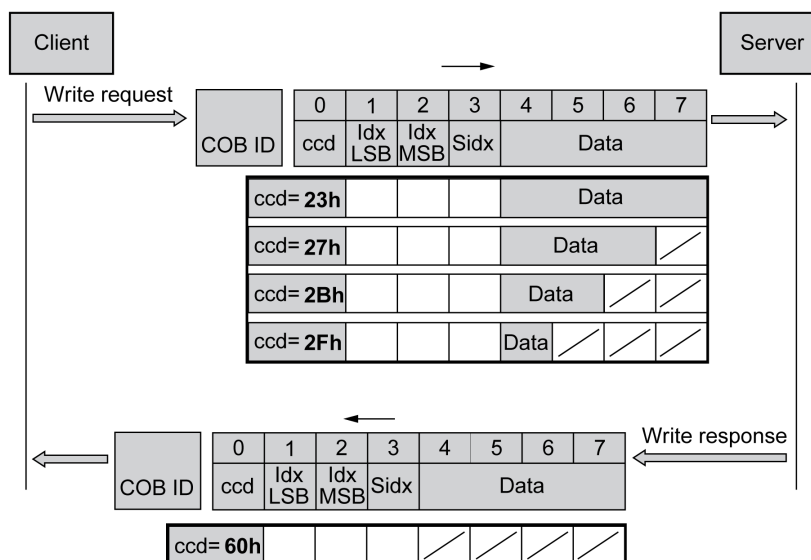 Client
Server
Write request
COB ID
0 1 2 3 4 5 6 7
ccd Idx LSB Idx MSB Sidx Data
ccd= 23h Data
ccd= 27h Data
ccd= 2Bh Data
ccd= 2Fh Data
Write response
COB ID
0 1 2 3 4 5 6 7
ccd Idx LSB Idx MSB Sidx Data
ccd= 60h